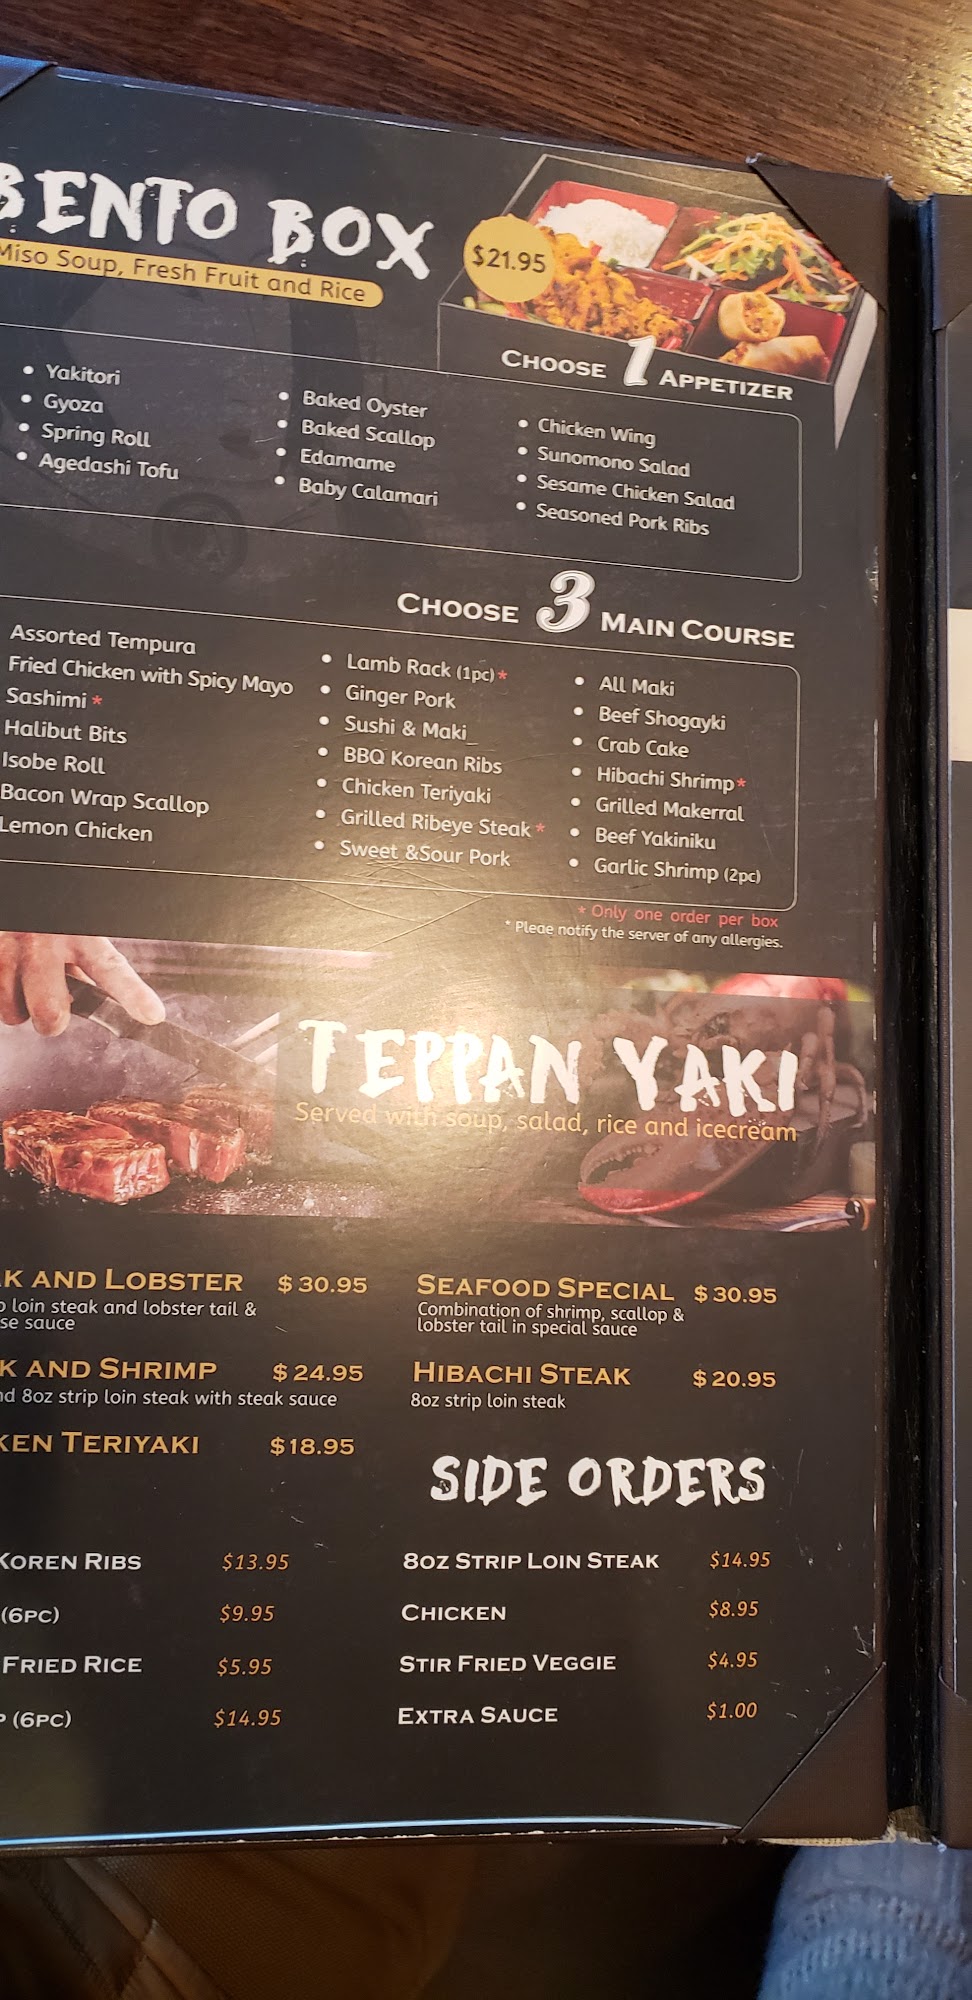 BENTO BOX
Miso Soup, Fresh Fruit and Rice
$21.95
CHOOSE 1 APPETIZER
• Yakitori
• Gyoza
• Spring Roll
• Agedashi Tofu
• Baked Oyster
• Baked Scallop
• Edamame
• Baby Calamari
• Chicken Wing
• Sunomono Salad
• Sesame Chicken Salad
• Seasoned Pork Ribs
CHOOSE 3 MAIN COURSE
Assorted Tempura
Fried Chicken with Spicy Mayo
Sashimi *
Halibut Bits
Isobe Roll
Bacon Wrap Scallop
Lemon Chicken
• Lamb Rack (1pc) *
• Ginger Pork
• Sushi & Maki
• BBQ Korean Ribs
• Chicken Teriyaki
• Grilled Ribeye Steak *
• Sweet &Sour Pork
• All Maki
• Beef Shogayki
• Crab Cake
• Hibachi Shrimp*
• Grilled Makerral
• Beef Yakiniku
• Garlic Shrimp (2pc)
* Only one order per box
* Pleae notify the server of any allergies.
TEPPAN YAKI
Served with soup, salad, rice and icecream
K AND LOBSTER $30.95
loin steak and lobster tail &
se sauce
K AND SHRIMP $24.95
nd 8oz strip loin steak with steak sauce
KEN TERIYAKI $18.95
SEAFOOD SPECIAL $30.95
Combination of shrimp, scallop &
lobster tail in special sauce
HIBACHI STEAK $20.95
8oz strip loin steak
SIDE ORDERS
KOREN RIBS $13.95
(6PC) $9.95
FRIED RICE $5.95
P (6PC) $14.95
8OZ STRIP LOIN STEAK $14.95
CHICKEN $8.95
STIR FRIED VEGGIE $4.95
EXTRA SAUCE $1.00